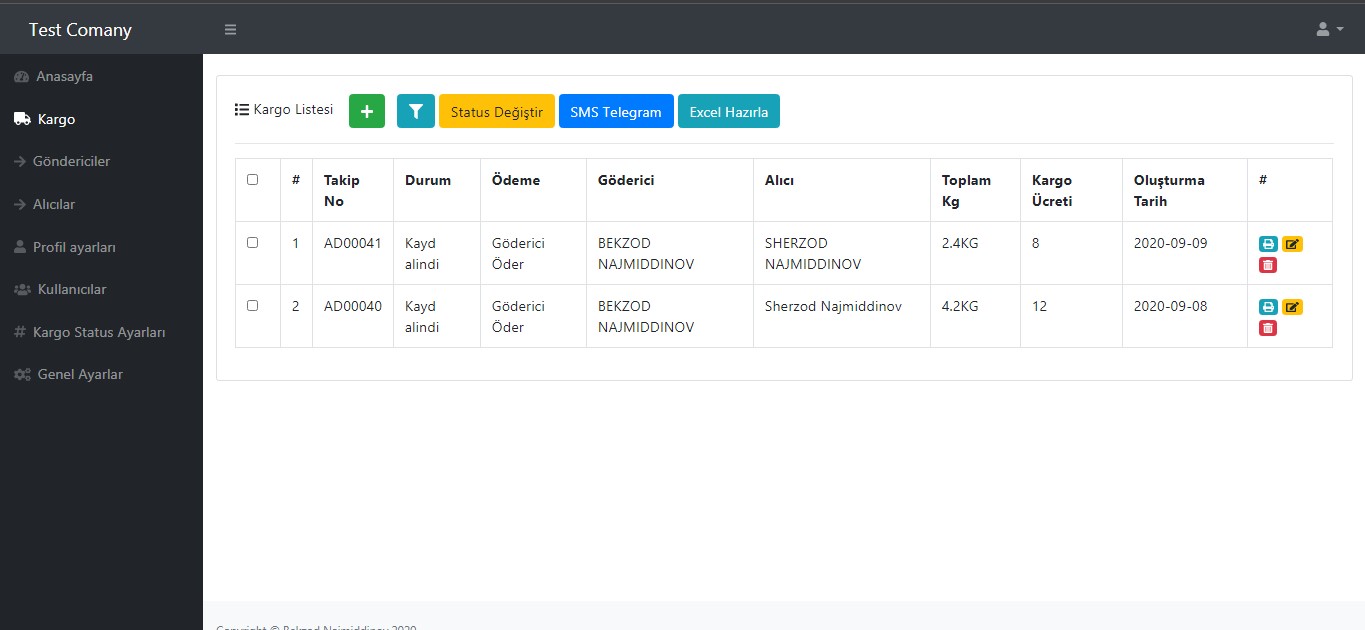 Test Comany
Anasayfa
Kargo
Göndericiler
Alıcılar
Profil ayarları
Kullanıcılar
Kargo Status Ayarları
Genel Ayarlar
Kargo Listesi
Status Değiştir
SMS Telegram
Excel Hazırla
# Takip No Durum Ödeme Göderici Alıcı Toplam Kg Kargo Ücreti Oluşturma Tarih #
1 AD00041 Kayd alindi Göderici Öder BEKZOD NAJMIDDINOV SHERZOD NAJMIDDINOV 2.4KG 8 2020-09-09
2 AD00040 Kayd alindi Göderici Öder BEKZOD NAJMIDDINOV Sherzod Najmiddinov 4.2KG 12 2020-09-08
Copyright © Bekzod Najmiddinov 2020